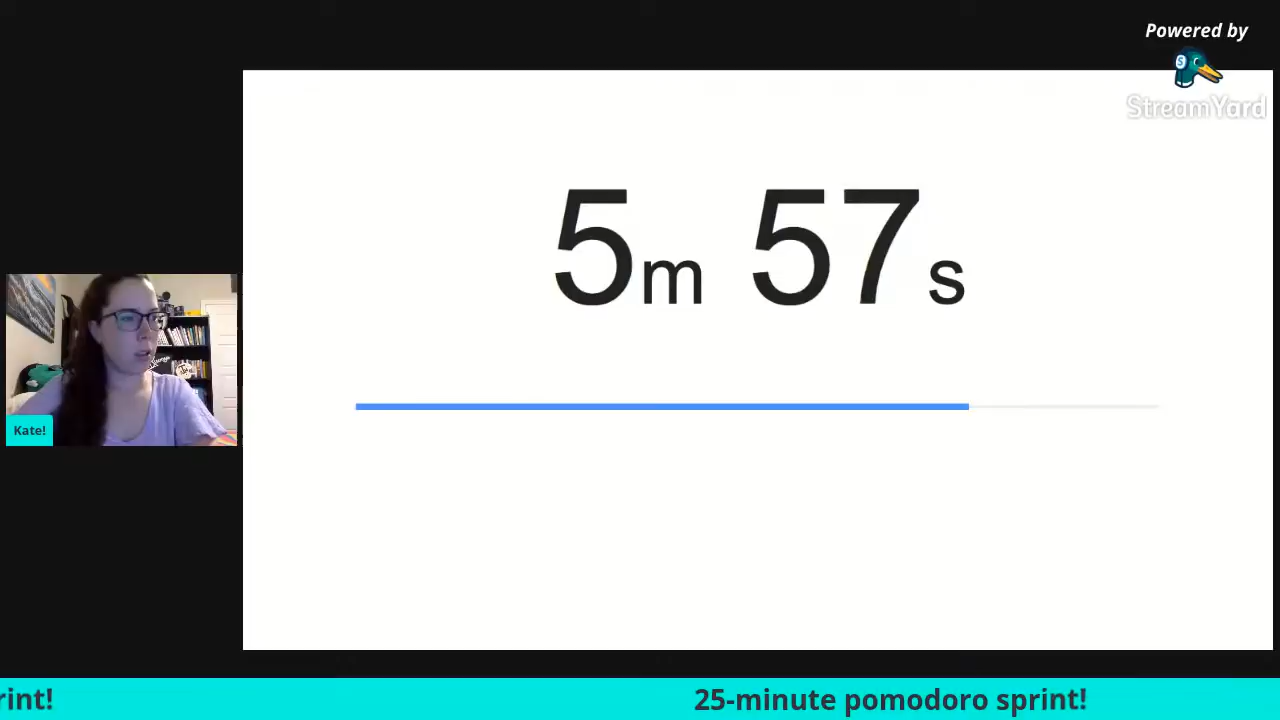 Powered by
StreamYard
5m 57s
Kate!
rint!
25-minute pomodoro sprint!